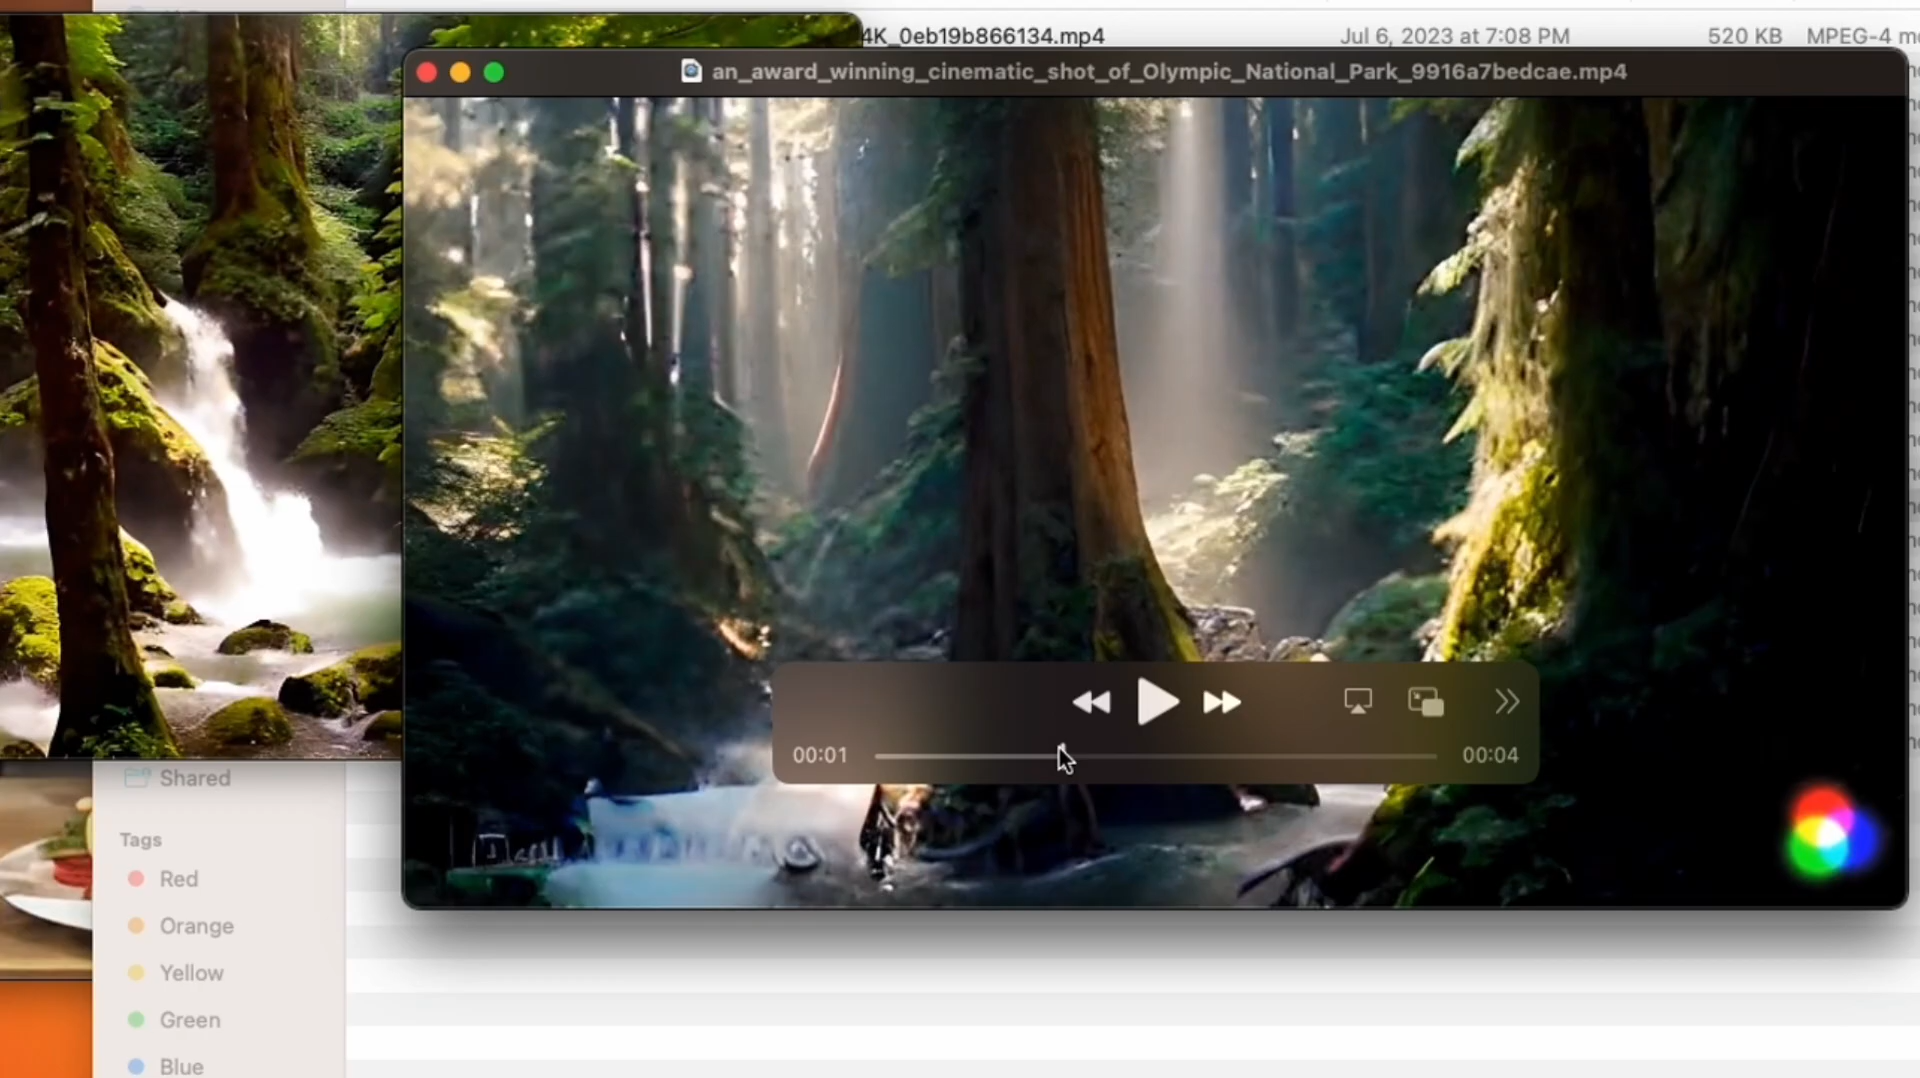 4K_0eb19b866134.mp4 Jul 6, 2023 at 7:08 PM 520 KB MPEG-4 mo
an_award_winning_cinematic_shot_of_Olympic_National_Park_9916a7bedcae.mp4
00:01 00:04
Shared
Tags
Red
Orange
Yellow
Green
Blue